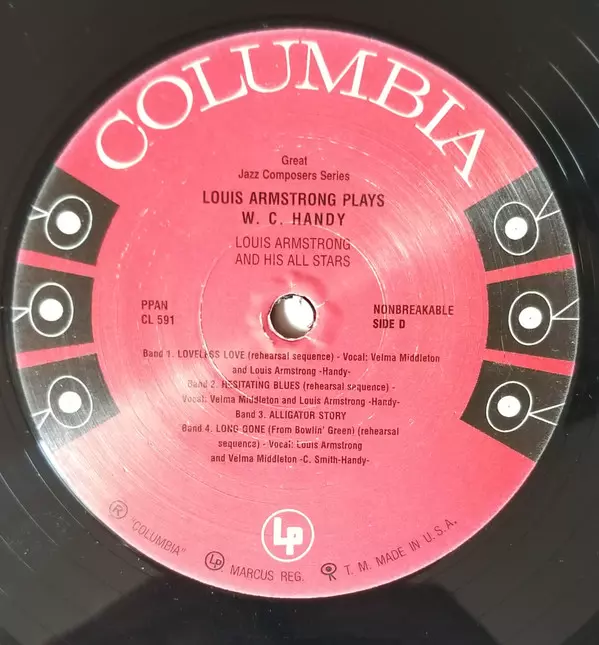 COLUMBIA
Great
Jazz Composers Series
LOUIS ARMSTRONG PLAYS
W. C. HANDY
LOUIS ARMSTRONG
AND HIS ALL STARS
PPAN
CL 591
NONBREAKABLE
SIDE D
Band 1. LOVELESS LOVE (rehearsal sequence) - Vocal: Velma Middleton
and Louis Armstrong -Handy-
Band 2. HESITATING BLUES (rehearsal sequence) -
Vocal: Velma Middleton and Louis Armstrong -Handy-
Band 3. ALLIGATOR STORY
Band 4. LONG GONE (From Bowlin' Green) (rehearsal
sequence) - Vocal: Louis Armstrong
and Velma Middleton -C. Smith-Handy-
Lp
® "COLUMBIA" Lp MARCUS REG. T. M. MADE IN U.S.A.